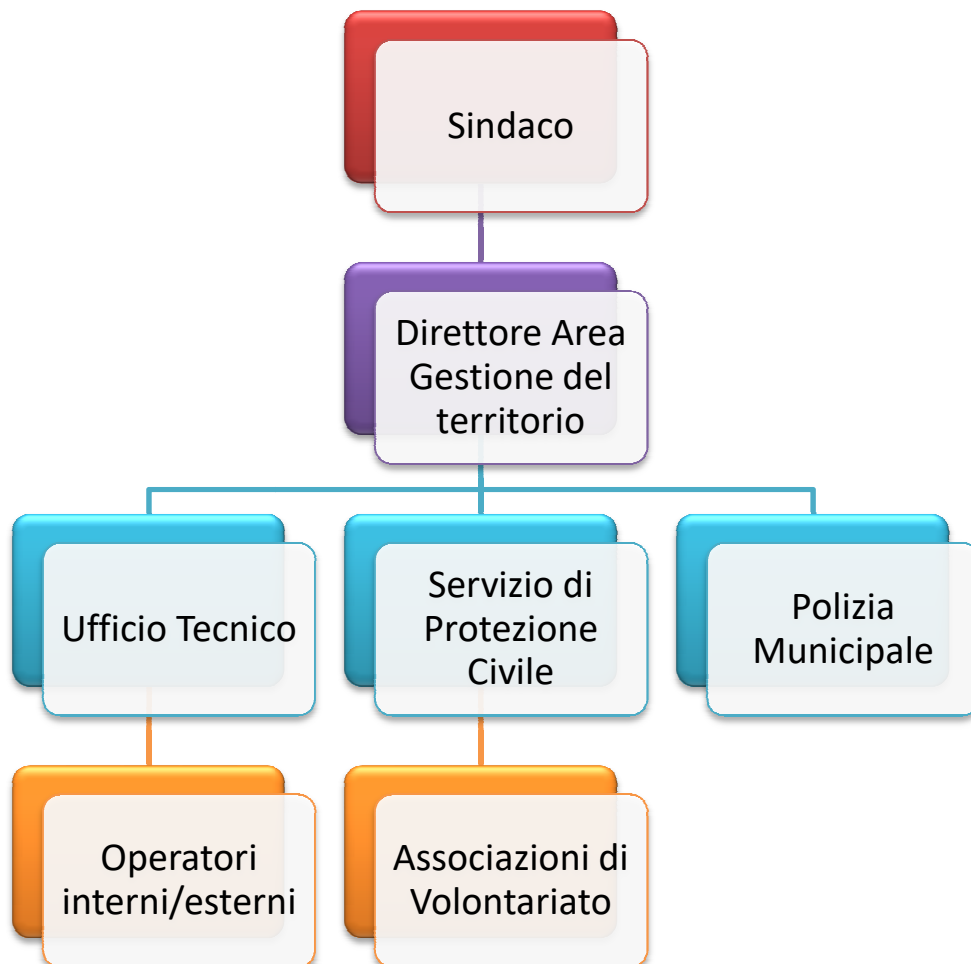 Sindaco
Direttore Area
Gestione del
territorio
Ufficio Tecnico
Servizio di
Protezione
Civile
Polizia
Municipale
Operatori
interni/esterni
Associazioni di
Volontariato